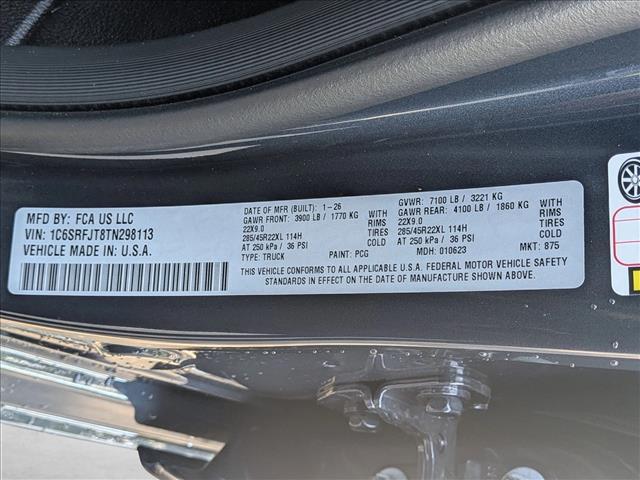 MFD BY: FCA US LLC
VIN: 1C6SRFJT8TN298113
VEHICLE MADE IN U.S.A.
DATE OF MFR (BUILT): 1-26
GAWR FRONT: 3900 LB / 1770 KG WITH
22X9.0 RIMS
285/45R22XL 114H TIRES
AT 250 kPa / 36 PSI COLD
TYPE: TRUCK PAINT: PCG
GVWR: 7100 LB / 3221 KG
GAWR REAR: 4100 LB / 1860 KG WITH
22X9.0 RIMS
285/45R22XL 114H TIRES
AT 250 kPa / 36 PSI COLD
MDH: 010623 MKT: 875
VEHICLE CONFORMS TO ALL APPLICABLE U.S.A. FEDERAL MOTOR VEHICLE SAFETY
STANDARDS IN EFFECT ON THE DATE OF MANUFACTURE SHOWN ABOVE.